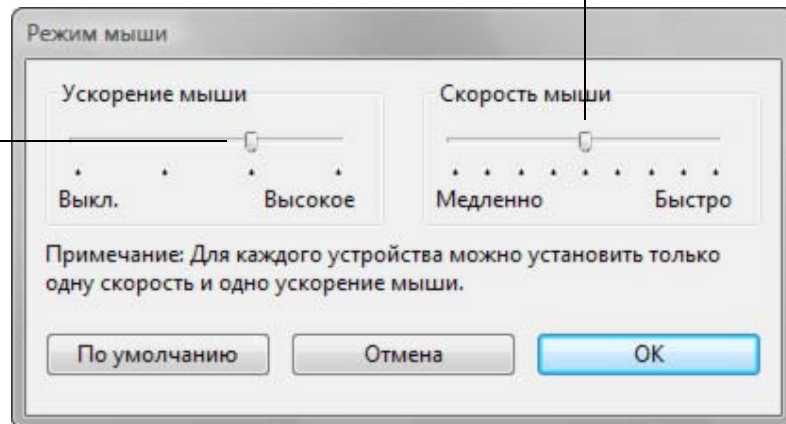 Режим мыши
Ускорение мыши
Скорость мыши
Выкл.
Высокое
Медленно
Быстро
Примечание: Для каждого устройства можно установить только
одну скорость и одно ускорение мыши.
По умолчанию
Отмена
OK